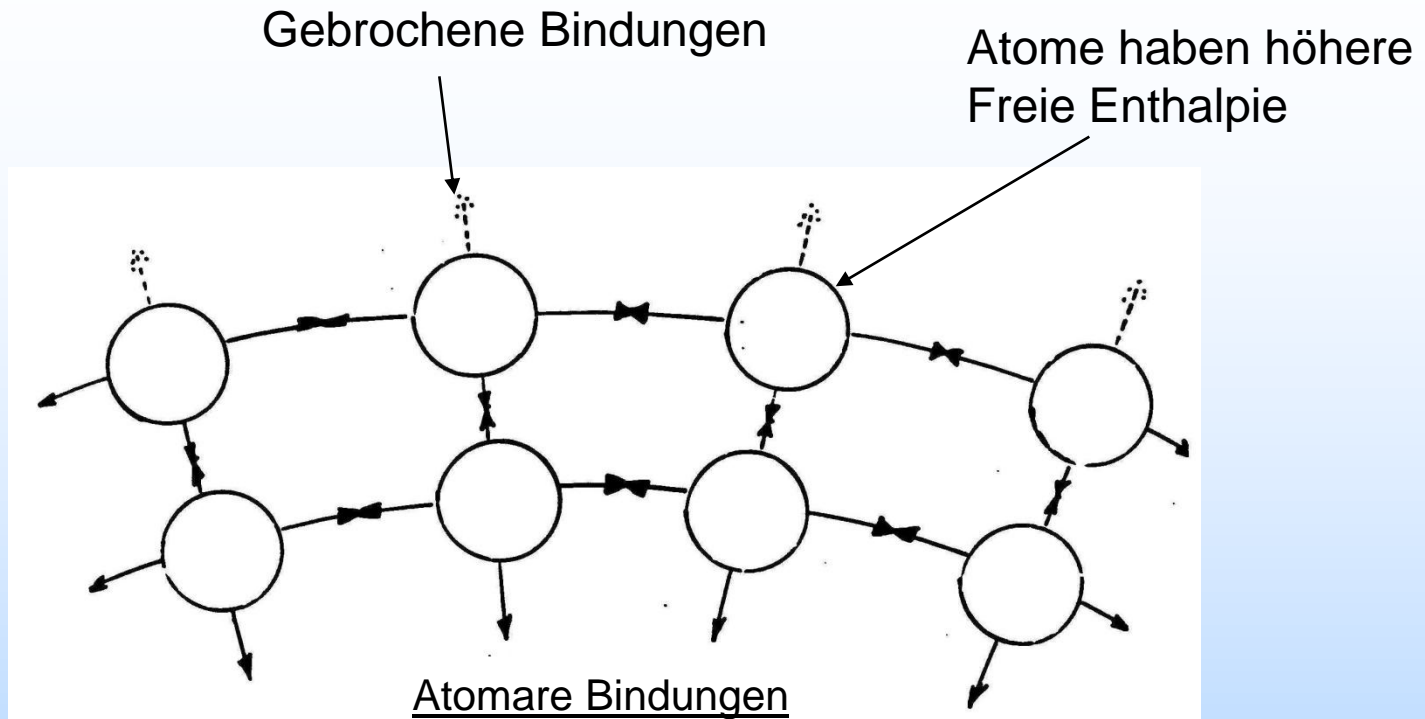 Gebrochene Bindungen
Atome haben höhere
Freie Enthalpie
Atomare Bindungen